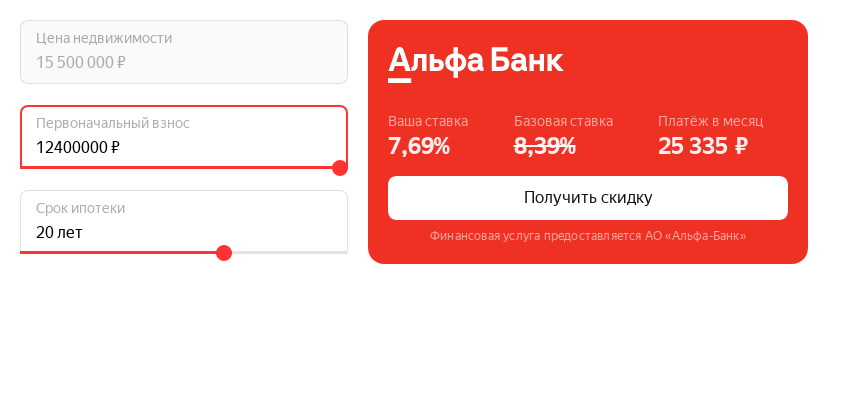 Цена недвижимости
15 500 000 ₽
Первоначальный взнос
12400000 ₽
Срок ипотеки
20 лет
Альфа Банк
Ваша ставка Базовая ставка Платёж в месяц
7,69% 8,39% 25 335 ₽
Получить скидку
Финансовая услуга предоставляется АО «Альфа-Банк»